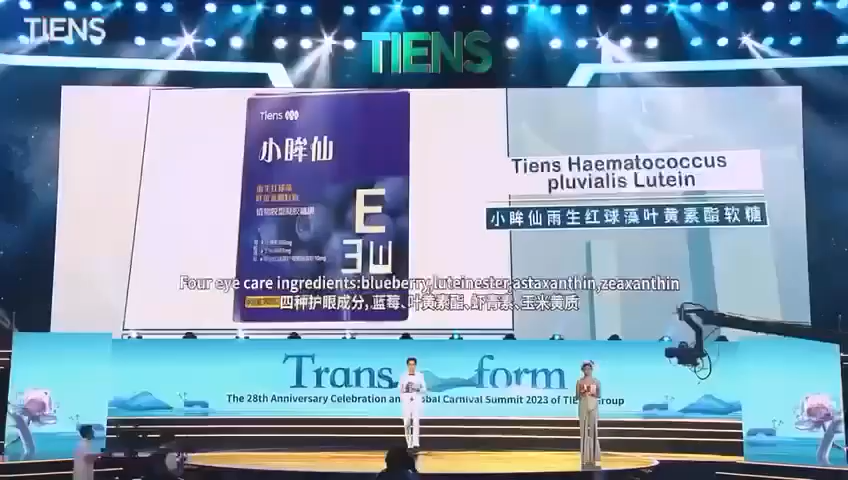 TIENS
TIENS
Tiens
小眸仙
E
Tiens Haematococcus
pluvialis Lutein
小眸仙雨生红球藻叶黄素酯软糖
Four eye care ingredients:blueberry,luteinester,astaxanthin,zeaxanthin
四种护眼成分,蓝莓、叶黄素酯、虾青素、玉米黄质
Trans form
The 28th Anniversary Celebration and Global Carnival Summit 2023 of TIENS Group